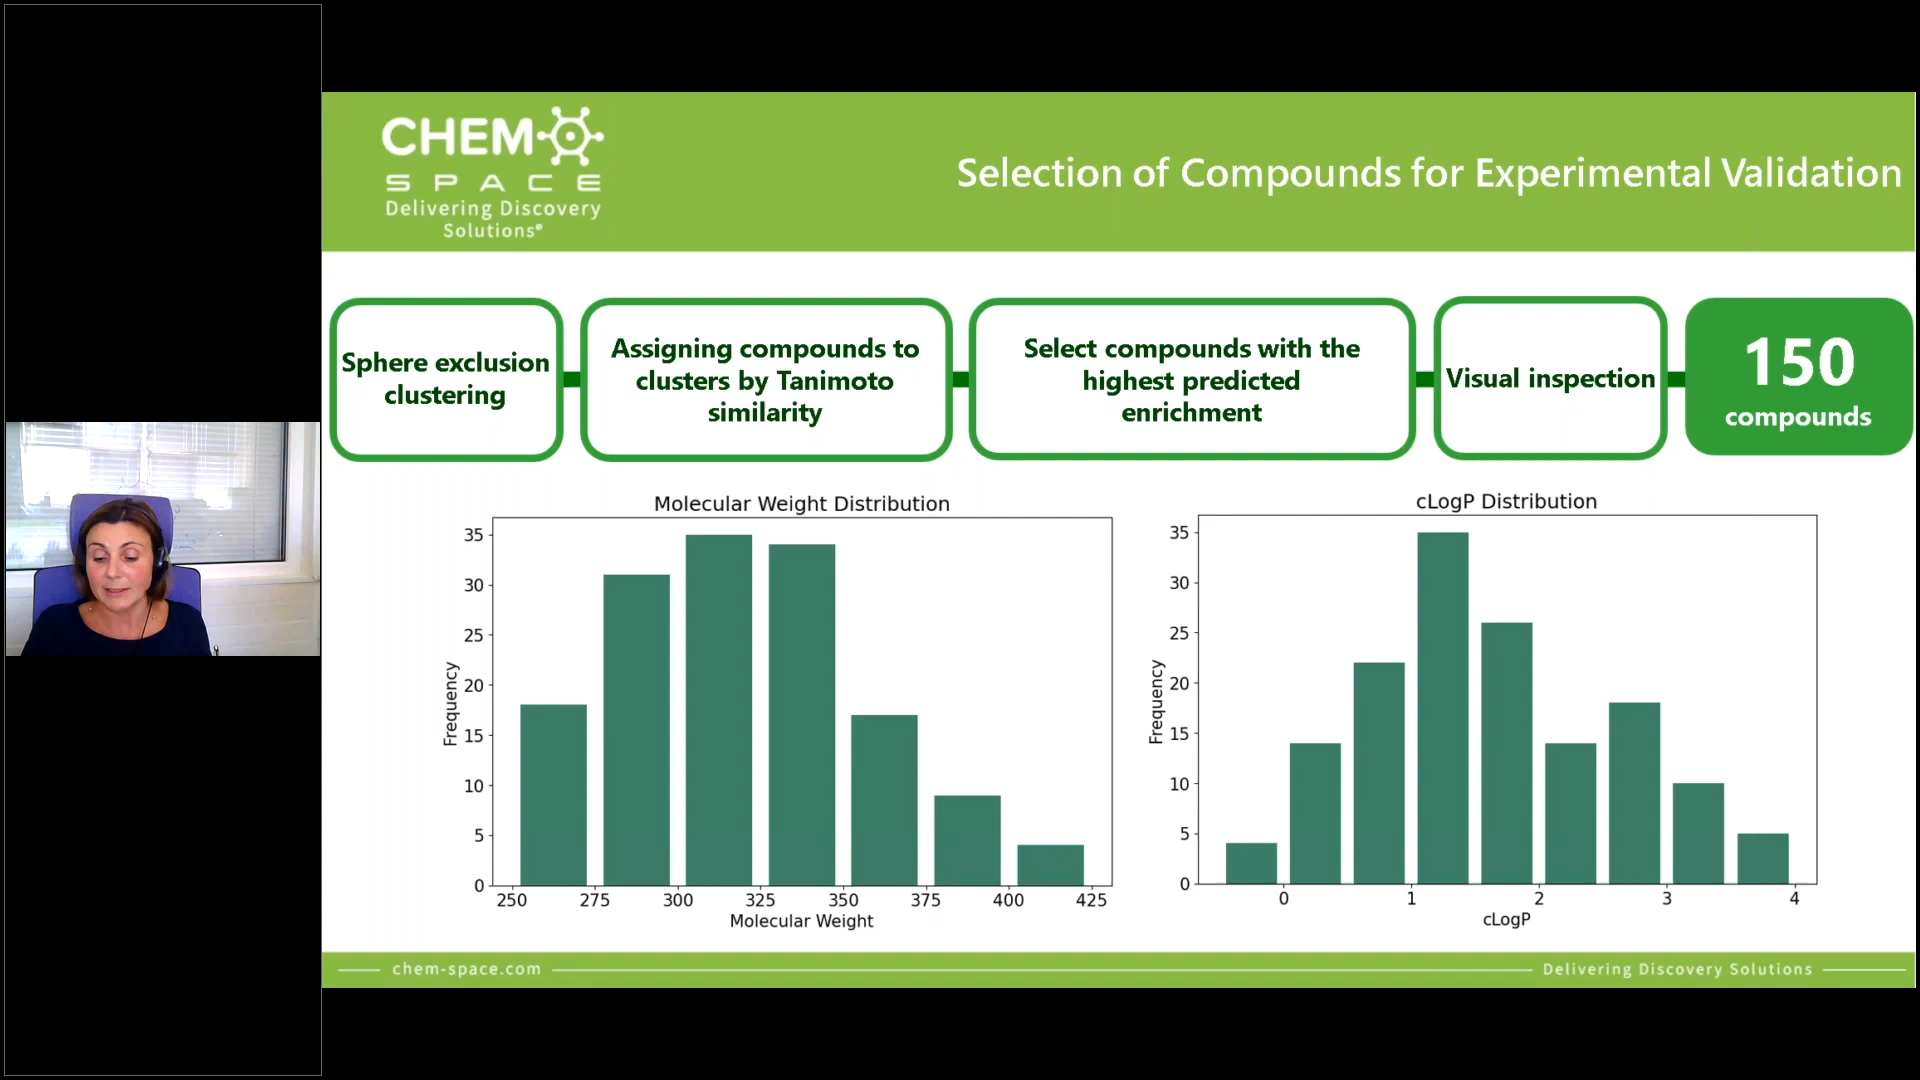 CHEM
SPACE
Delivering Discovery
Solutions®
Selection of Compounds for Experimental Validation
Sphere exclusion
clustering
Assigning compounds to
clusters by Tanimoto
similarity
Select compounds with the
highest predicted
enrichment
Visual inspection
150
compounds
Molecular Weight Distribution
35
30
25
20
15
10
5
0
Frequency
250 275 300 325 350 375 400 425
Molecular Weight
cLogP Distribution
35
30
25
20
15
10
5
0
Frequency
0 1 2 3 4
cLogP
chem-space.com
Delivering Discovery Solutions